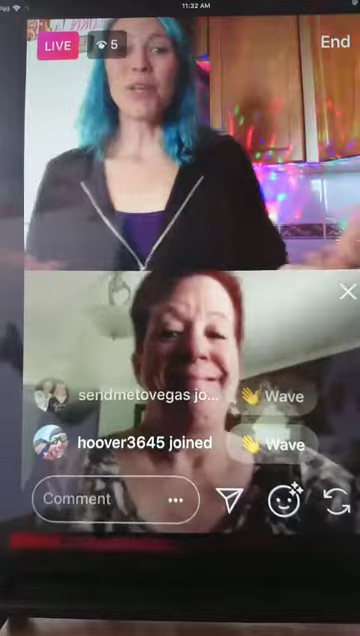 11:32 AM
LIVE
5
End
sendmetovegas jo...
Wave
hoover3645 joined
Wave
Comment